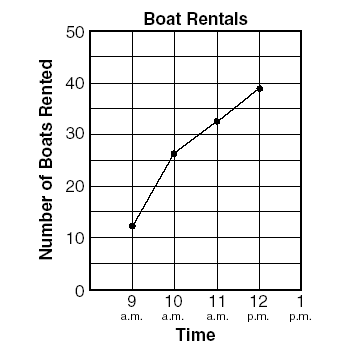 Boat Rentals
Number of Boats Rented
50
40
30
20
10
0
9 10 11 12 1
a.m. a.m. a.m. p.m. p.m.
Time